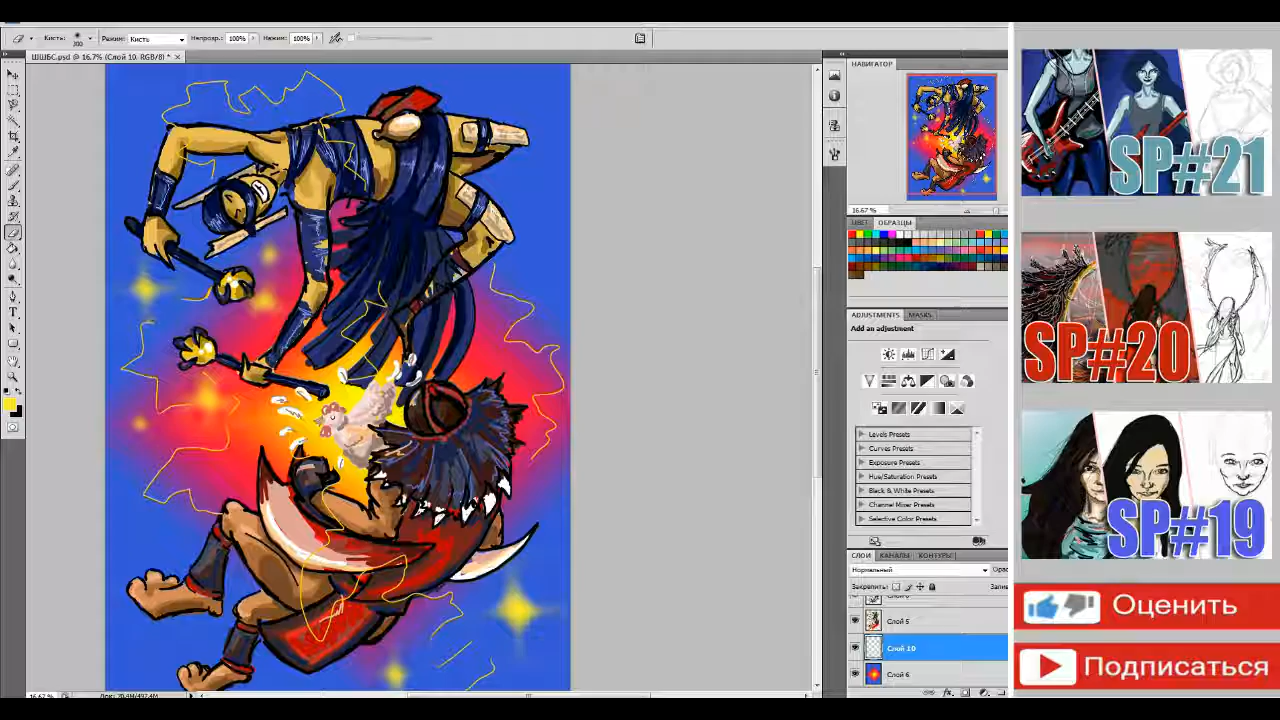 Кисть:
300
Режим:
Кисть
Непрозр.:
100%
Нажим:
100%
ШШБС.psd @ 16.7% (Слой 10, RGB/8) *
НАВИГАТОР
16.67 %
ЦВЕТ
ОБРАЗЦЫ
ADJUSTMENTS
MASKS
Add an adjustment
Levels Presets
Curves Presets
Exposure Presets
Hue/Saturation Presets
Black & White Presets
Channel Mixer Presets
Selective Color Presets
СЛОИ
КАНАЛЫ
КОНТУРЫ
Нормальный
Закрепить:
Слой 5
Слой 10
Слой 6
SP#21
SP#20
SP#19
Оценить
Подписаться